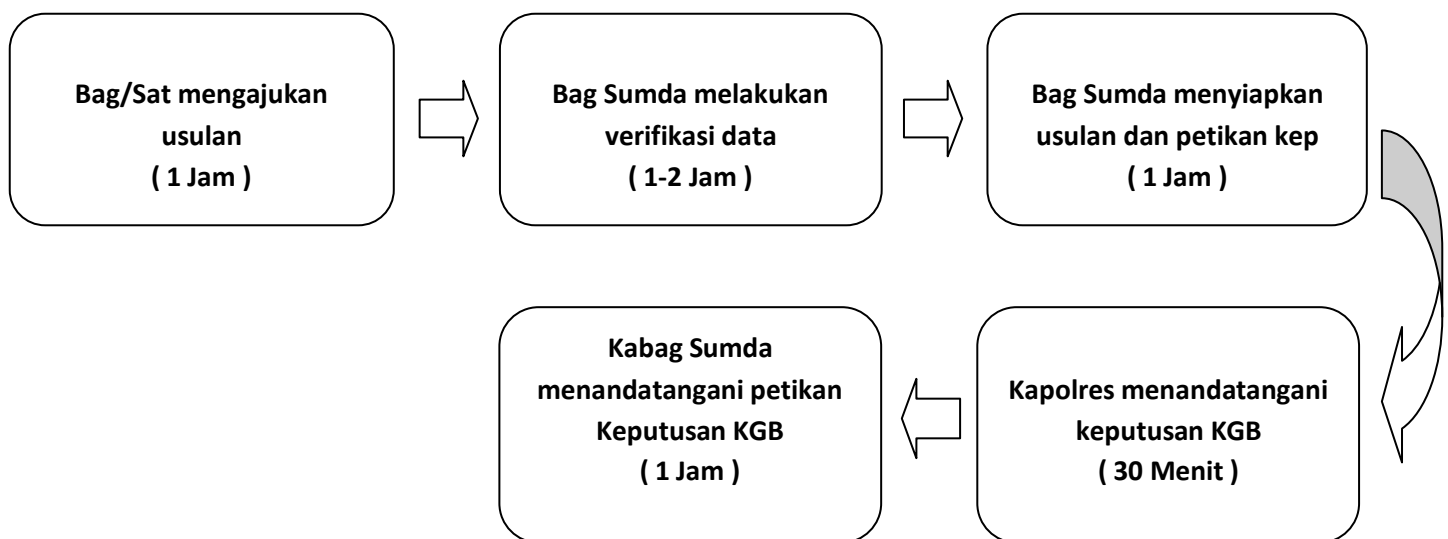 Bag/Sat mengajukan
usulan
( 1 Jam )
Bag Sumda melakukan
verifikasi data
( 1-2 Jam )
Bag Sumda menyiapkan
usulan dan petikan kep
( 1 Jam )
Kapolres menandatangani
keputusan KGB
( 30 Menit )
Kabag Sumda
menandatangani petikan
Keputusan KGB
( 1 Jam )